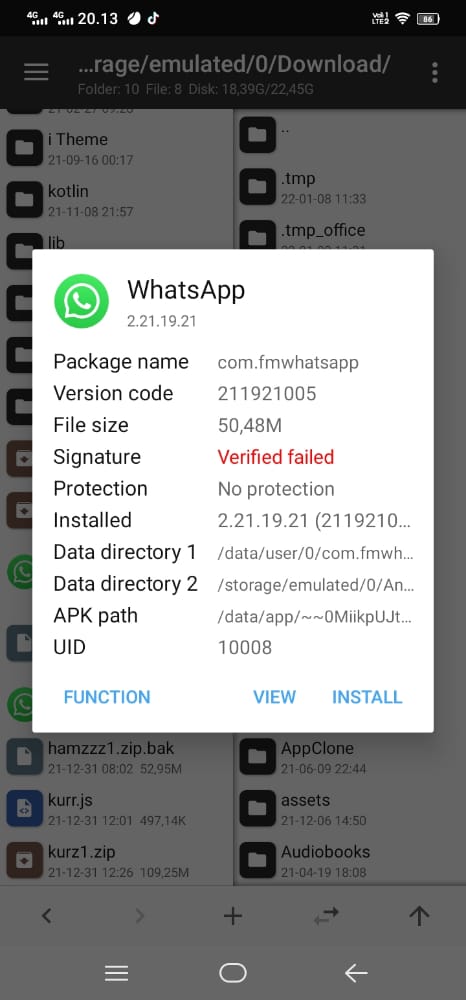 4G 4G 20.13 VoLTE1 LTE2 86
...rage/emulated/0/Download/
Folder: 10 File: 8 Disk: 18,39G/22,45G
i Theme
21-09-16 00:17
kotlin
21-11-08 21:57
lib
..
.tmp
22-01-08 11:33
.tmp_office
WhatsApp
2.21.19.21
Package name com.fmwhatsapp
Version code 211921005
File size 50,48M
Signature Verified failed
Protection No protection
Installed 2.21.19.21 (2119210...
Data directory 1 /data/user/0/com.fmwh...
Data directory 2 /storage/emulated/0/An...
APK path /data/app/~~0MiikpUJt...
UID 10008
FUNCTION VIEW INSTALL
hamzzz1.zip.bak
21-12-31 08:02 52,95M
kurr.js
21-12-31 12:01 497,14K
kurz1.zip
21-12-31 12:26 109,25M
AppClone
21-06-09 22:44
assets
21-12-06 14:50
Audiobooks
21-04-19 18:08